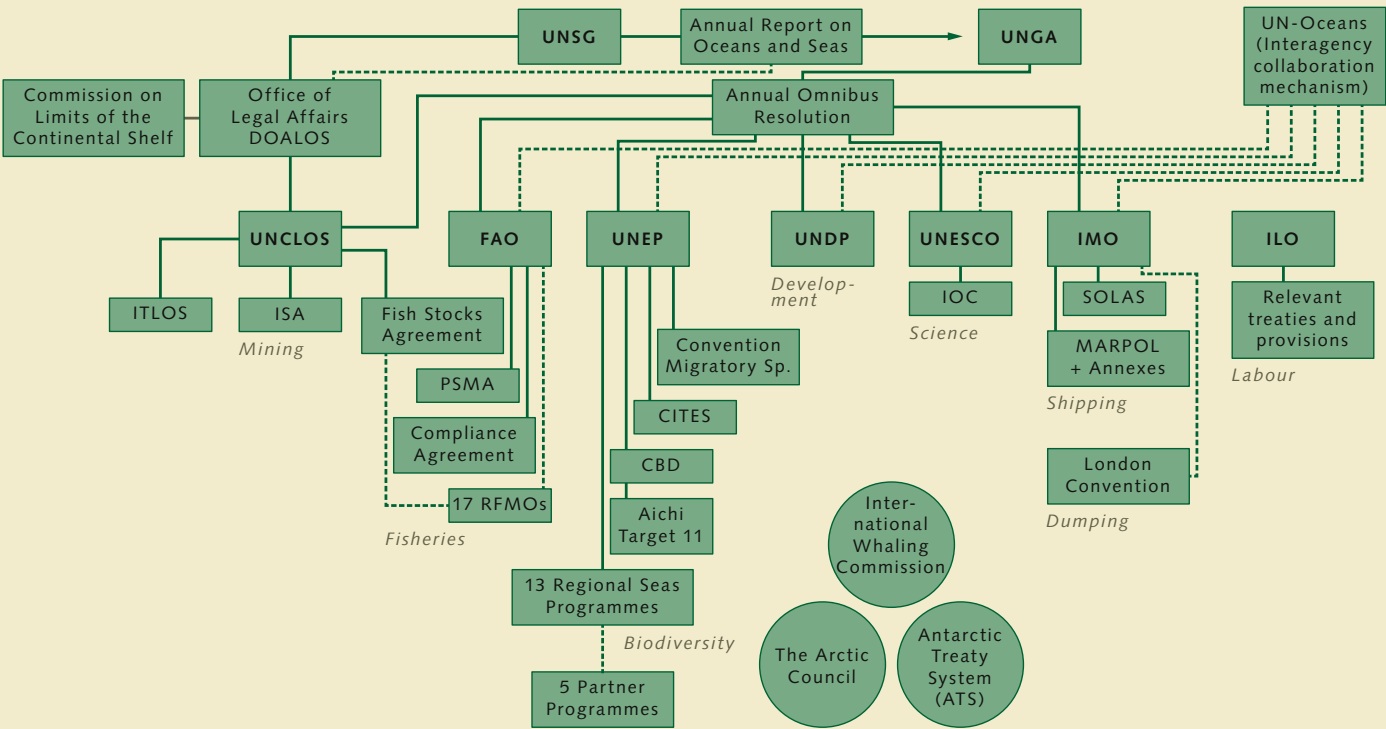 UNSG
Annual Report on
Oceans and Seas
UNGA
UN-Oceans
(Interagency
collaboration
mechanism)
Commission on
Limits of the
Continental Shelf
Office of
Legal Affairs
DOALOS
Annual Omnibus
Resolution
UNCLOS
FAO
UNEP
UNDP
UNESCO
IMO
ILO
Develop-
ment
ITLOS
ISA
Mining
Fish Stocks
Agreement
IOC
Science
SOLAS
Relevant
treaties and
provisions
Labour
Convention
Migratory Sp.
MARPOL
+ Annexes
Shipping
PSMA
CITES
Compliance
Agreement
CBD
London
Convention
Dumping
17 RFMOs
Fisheries
Aichi
Target 11
Inter-
national
Whaling
Commission
13 Regional Seas
Programmes
Biodiversity
The Arctic
Council
Antarctic
Treaty
System
(ATS)
5 Partner
Programmes